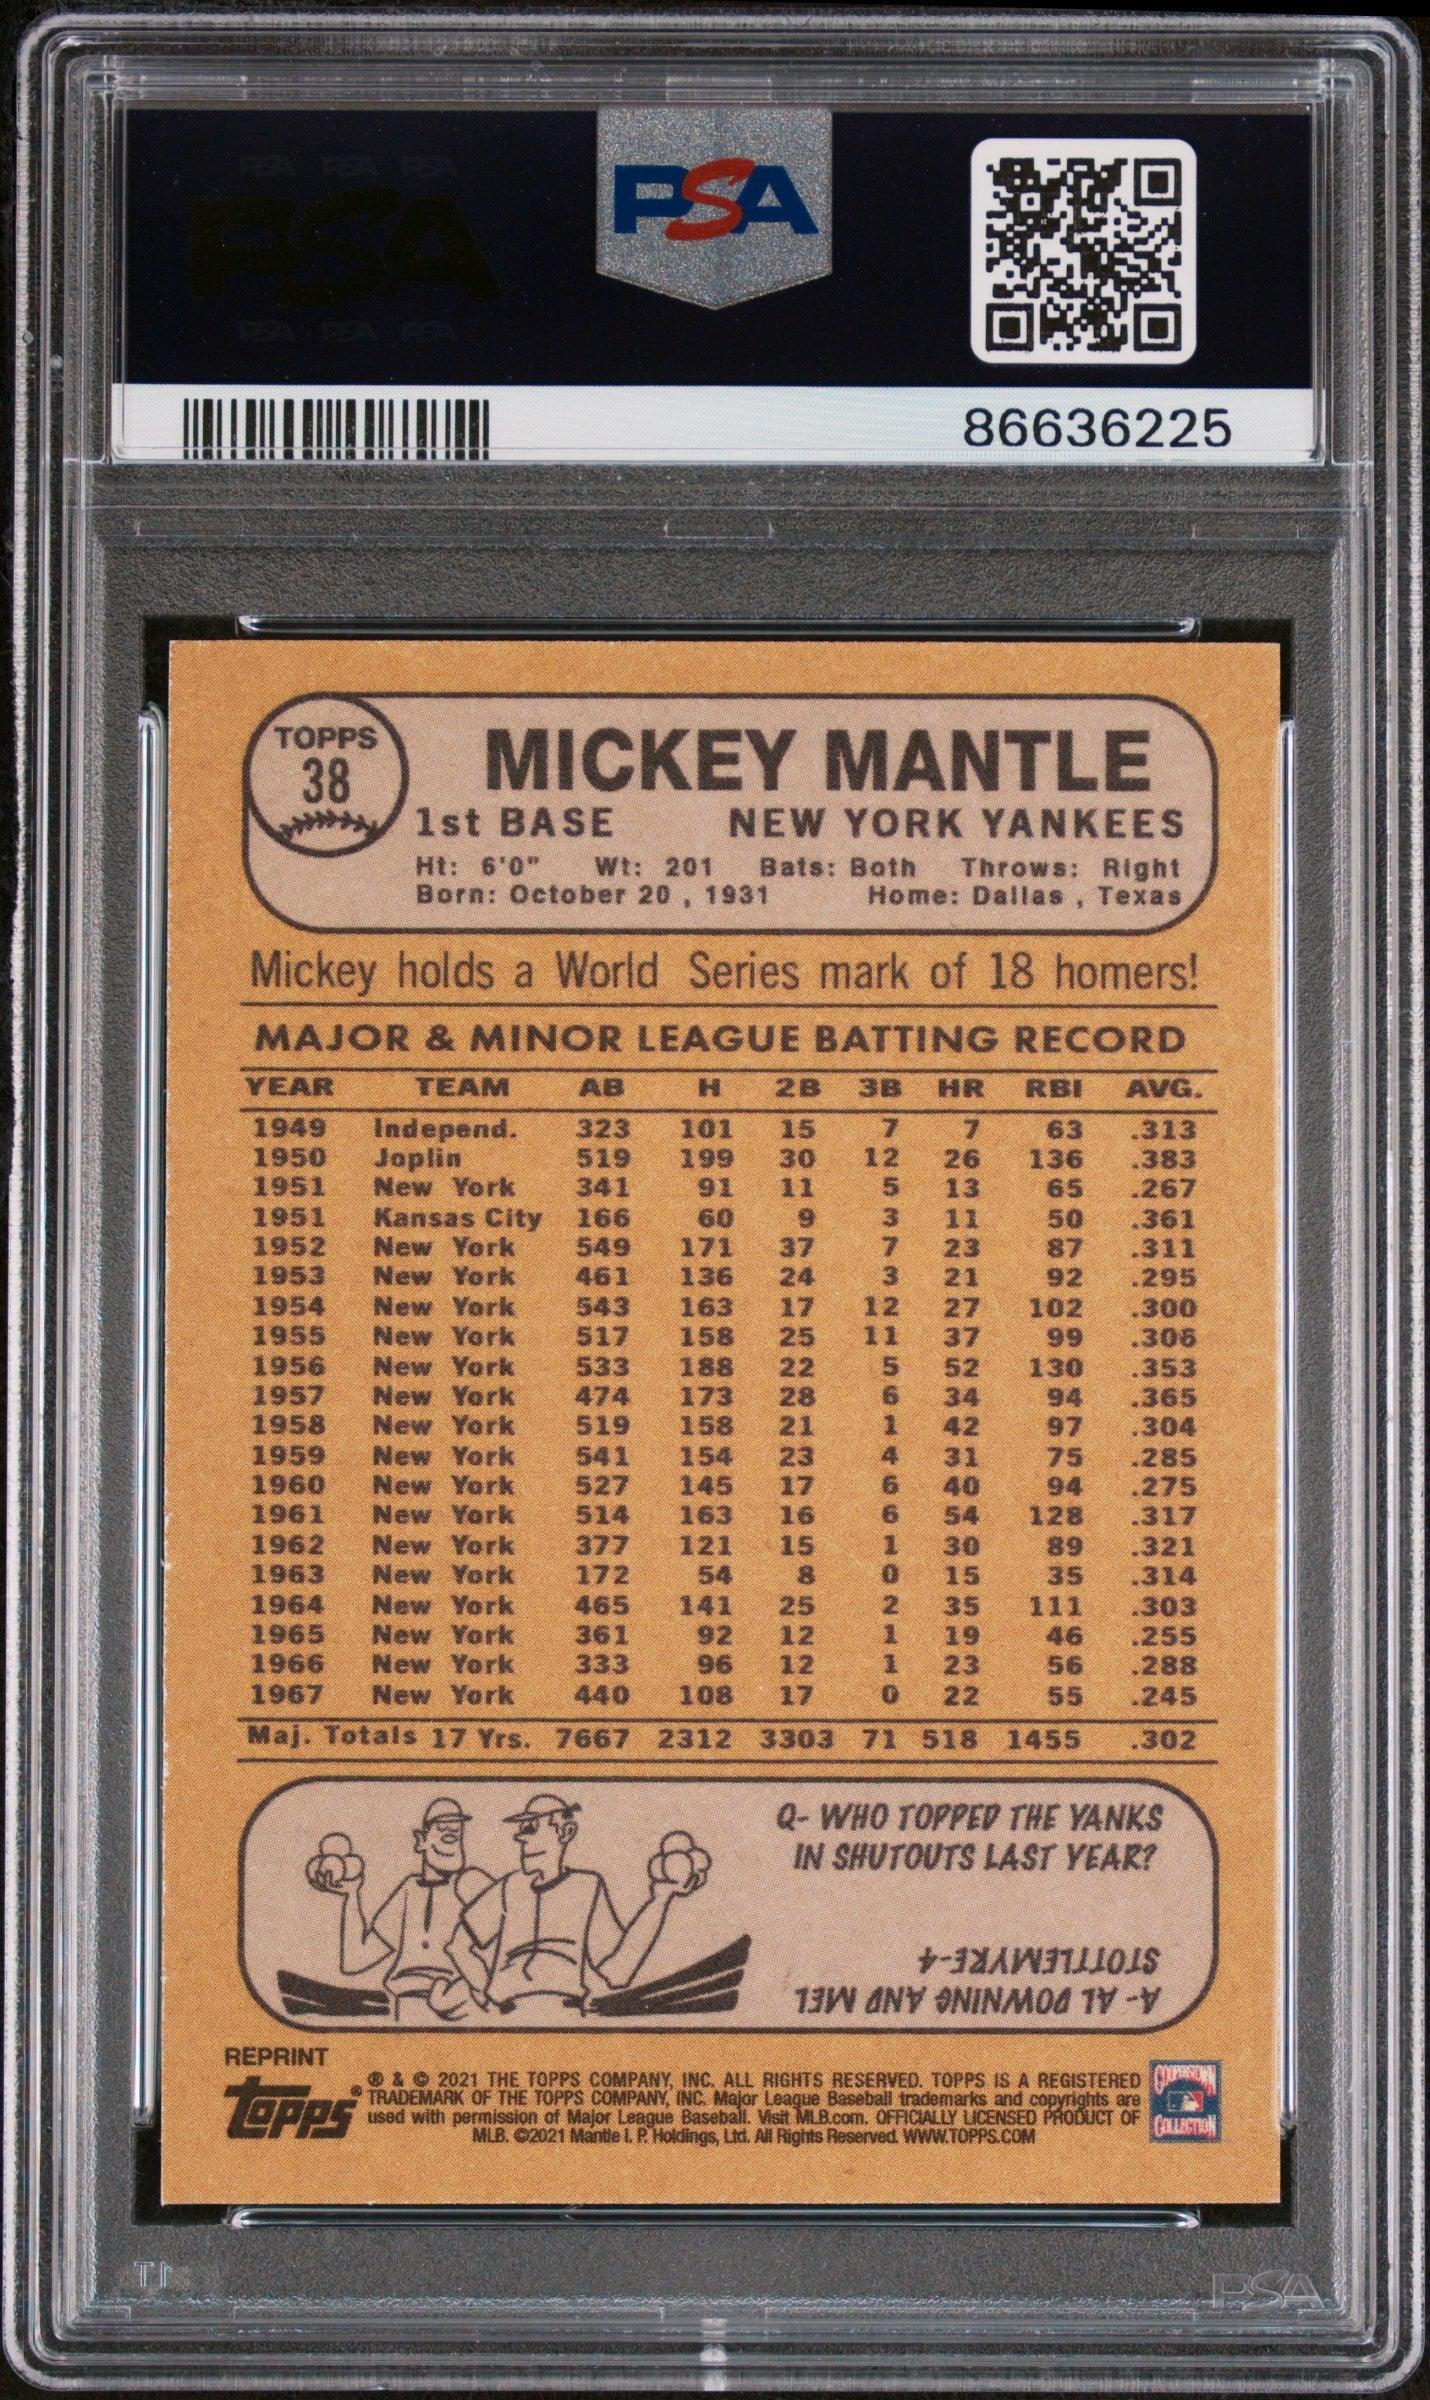 PSA PSA PSA
PSA
PSA PSA PSA
PSA
86636225
TOPPS
38
MICKEY MANTLE
1st BASE NEW YORK YANKEES
Ht: 6'0" Wt: 201 Bats: Both Throws: Right
Born: October 20 , 1931 Home: Dallas , Texas
Mickey holds a World Series mark of 18 homers!
MAJOR & MINOR LEAGUE BATTING RECORD
YEAR TEAM AB H 2B 3B HR RBI AVG.
1949 Independ. 323 101 15 7 7 63 .313
1950 Joplin 519 199 30 12 26 136 .383
1951 New York 341 91 11 5 13 65 .267
1951 Kansas City 166 60 9 3 11 50 .361
1952 New York 549 171 37 7 23 87 .311
1953 New York 461 136 24 3 21 92 .295
1954 New York 543 163 17 12 27 102 .300
1955 New York 517 158 25 11 37 99 .306
1956 New York 533 188 22 5 52 130 .353
1957 New York 474 173 28 6 34 94 .365
1958 New York 519 158 21 1 42 97 .304
1959 New York 541 154 23 4 31 75 .285
1960 New York 527 145 17 6 40 94 .275
1961 New York 514 163 16 6 54 128 .317
1962 New York 377 121 15 1 30 89 .321
1963 New York 172 54 8 0 15 35 .314
1964 New York 465 141 25 2 35 111 .303
1965 New York 361 92 12 1 19 46 .255
1966 New York 333 96 12 1 23 56 .288
1967 New York 440 108 17 0 22 55 .245
Maj. Totals 17 Yrs. 7667 2312 3303 71 518 1455 .302
Q- WHO TOPPED THE YANKS
IN SHUTOUTS LAST YEAR?
A- AL DOWNING AND MEL
STOTTLEMYRE-4
REPRINT
Topps®
® & © 2021 THE TOPPS COMPANY, INC. ALL RIGHTS RESERVED. TOPPS IS A REGISTERED
TRADEMARK OF THE TOPPS COMPANY, INC. Major League Baseball trademarks and copyrights are
used with permission of Major League Baseball. Visit MLB.com. OFFICIALLY LICENSED PRODUCT OF
MLB. ©2021 Mantle I. P. Holdings, Ltd. All Rights Reserved. WWW.TOPPS.COM
COOPERSTOWN
COLLECTION
PSA